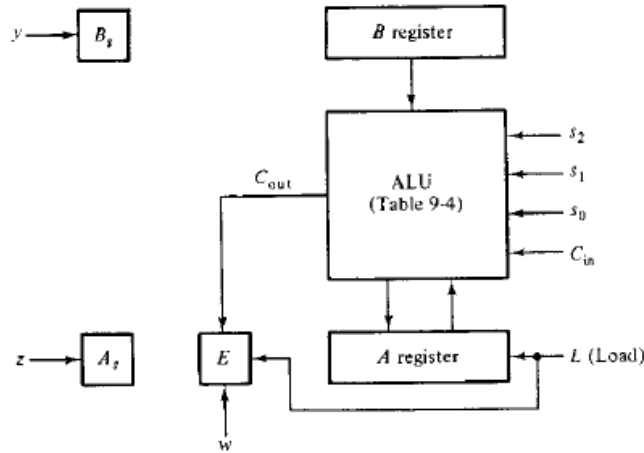 y
B_s
B register
ALU
(Table 9-4)
s_2
s_1
s_0
C_in
C_out
z
A_s
E
A register
L (Load)
w